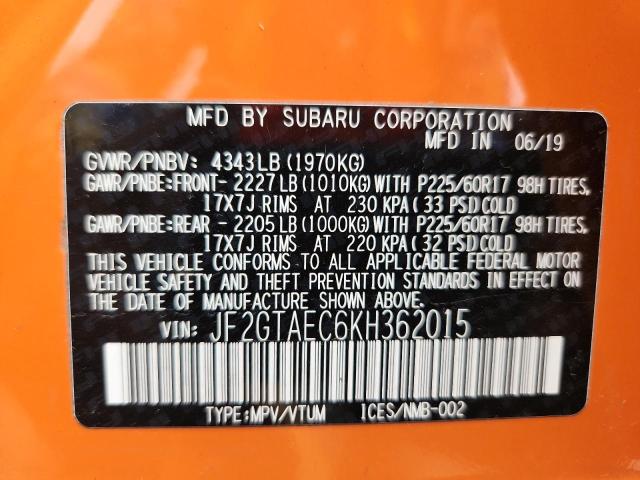 MFD BY SUBARU CORPORATION
MFD IN 06/19
GVWR/PNBV: 4343LB (1970KG)
GAWR/PNBE:FRONT- 2227LB (1010KG) WITH P225/60R17 98H TIRES,
17X7J RIMS AT 230 KPA (33 PSI) COLD
GAWR/PNBE:REAR - 2205LB (1000KG) WITH P225/60R17 98H TIRES,
17X7J RIMS AT 220 KPA (32 PSI) COLD
THIS VEHICLE CONFORMS TO ALL APPLICABLE FEDERAL MOTOR
VEHICLE SAFETY AND THEFT PREVENTION STANDARDS IN EFFECT ON
THE DATE OF MANUFACTURE SHOWN ABOVE.
VIN: JF2GTAEC6KH362015
TYPE:MPV/VTUM ICES/NMB-002